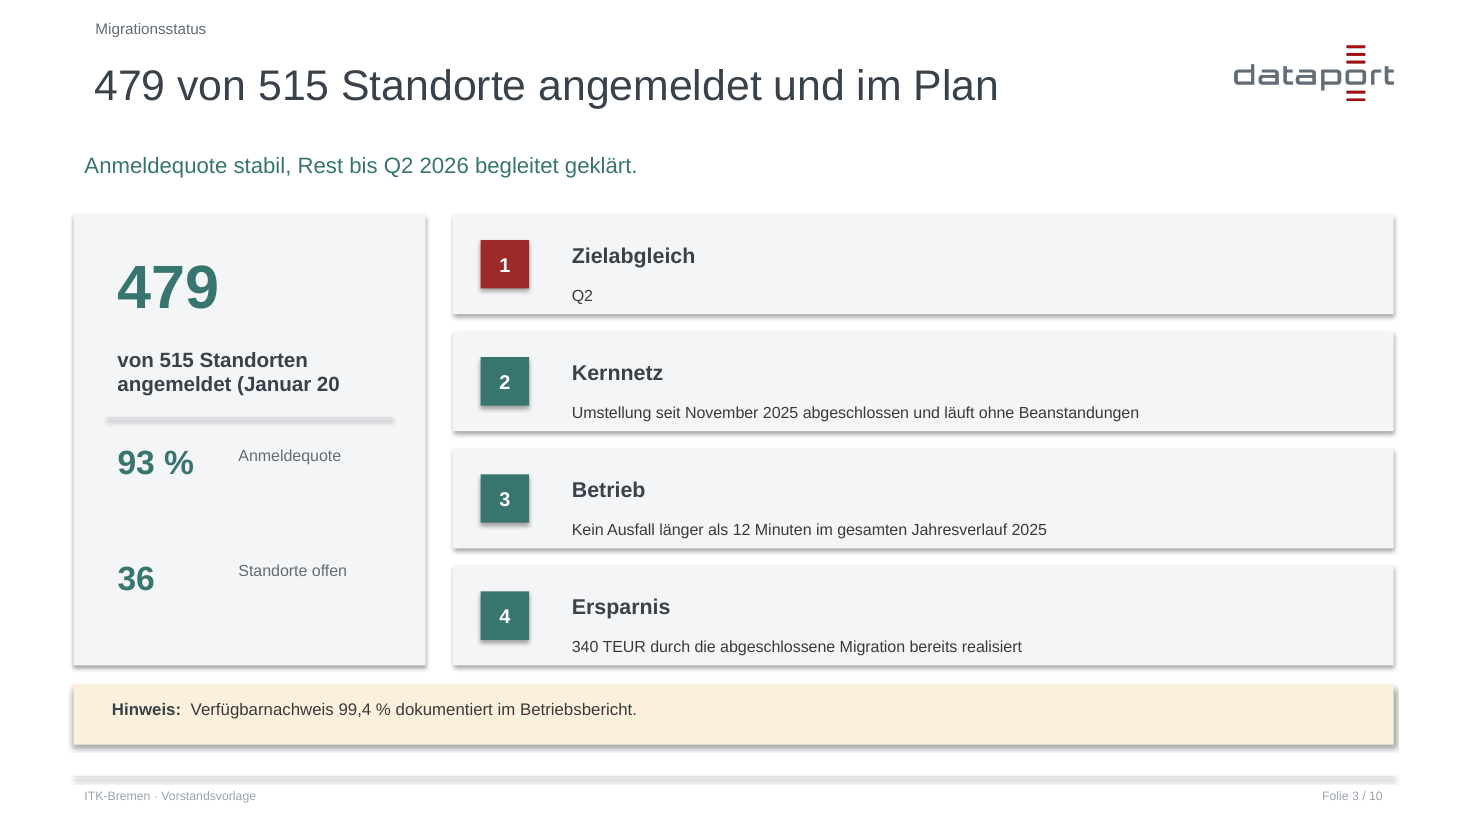 Migrationsstatus
479 von 515 Standorte angemeldet und im Plan
dataport
Anmeldequote stabil, Rest bis Q2 2026 begleitet geklärt.
479
von 515 Standorten
angemeldet (Januar 20
93 % Anmeldequote
36 Standorte offen
1 Zielabgleich
Q2
2 Kernnetz
Umstellung seit November 2025 abgeschlossen und läuft ohne Beanstandungen
3 Betrieb
Kein Ausfall länger als 12 Minuten im gesamten Jahresverlauf 2025
4 Ersparnis
340 TEUR durch die abgeschlossene Migration bereits realisiert
Hinweis: Verfügbarnachweis 99,4 % dokumentiert im Betriebsbericht.
ITK-Bremen · Vorstandsvorlage
Folie 3 / 10